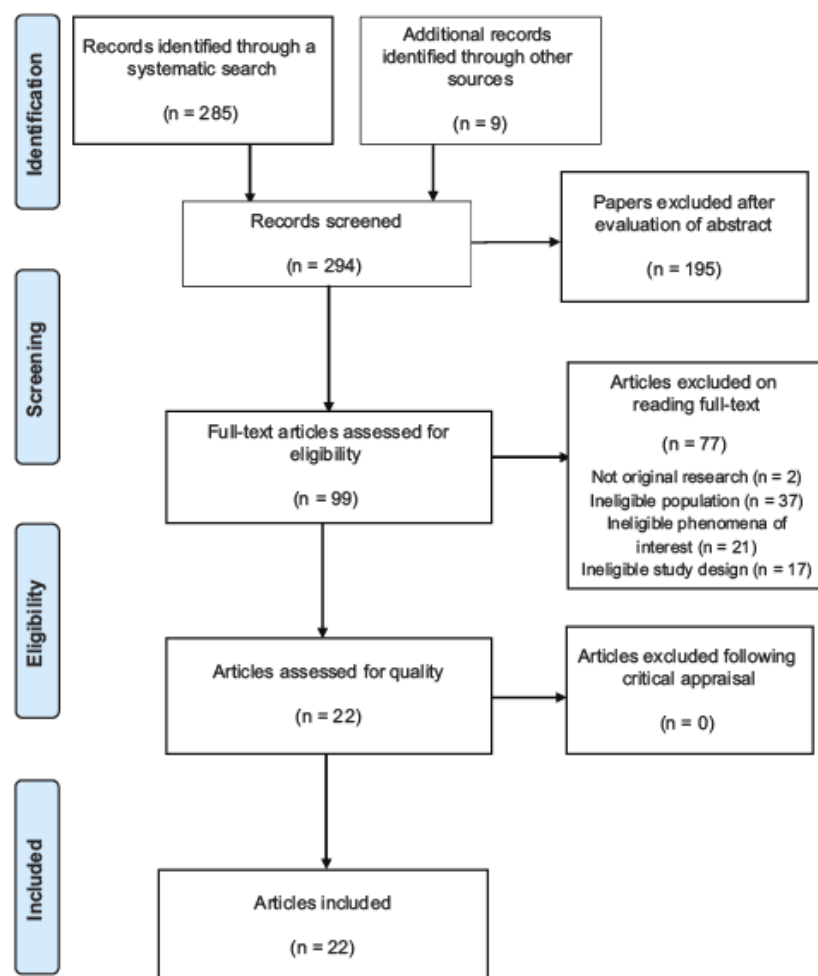 Identification
Records identified through a
systematic search
(n = 285)
Additional records
identified through other
sources
(n = 9)
Records screened
(n = 294)
Papers excluded after
evaluation of abstract
(n = 195)
Screening
Full-text articles assessed for
eligibility
(n = 99)
Articles excluded on
reading full-text
(n = 77)
Not original research (n = 2)
Ineligible population (n = 37)
Ineligible phenomena of
interest (n = 21)
Ineligible study design (n = 17)
Eligibility
Articles assessed for quality
(n = 22)
Articles excluded following
critical appraisal
(n = 0)
Included
Articles included
(n = 22)